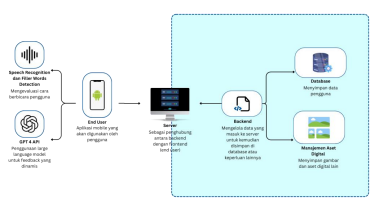 Speech Recognition
dan Filler Words
Detection
Mengevaluasi cara
berbicara pengguna
GPT 4 API
Penggunaan large
language model
untuk feedback yang
dinamis
End User
Aplikasi mobile yang
akan digunakan oleh
pengguna
Server
Sebagai penghubung
antara backend
dengan frontend
(end user)
Backend
Mengelola data yang
masuk ke server
untuk kemudian
disimpan di
database atau
keperluan lainnya
Database
Menyimpan data
pengguna
Manajemen Aset
Digital
Menyimpan gambar
dan aset digital lain